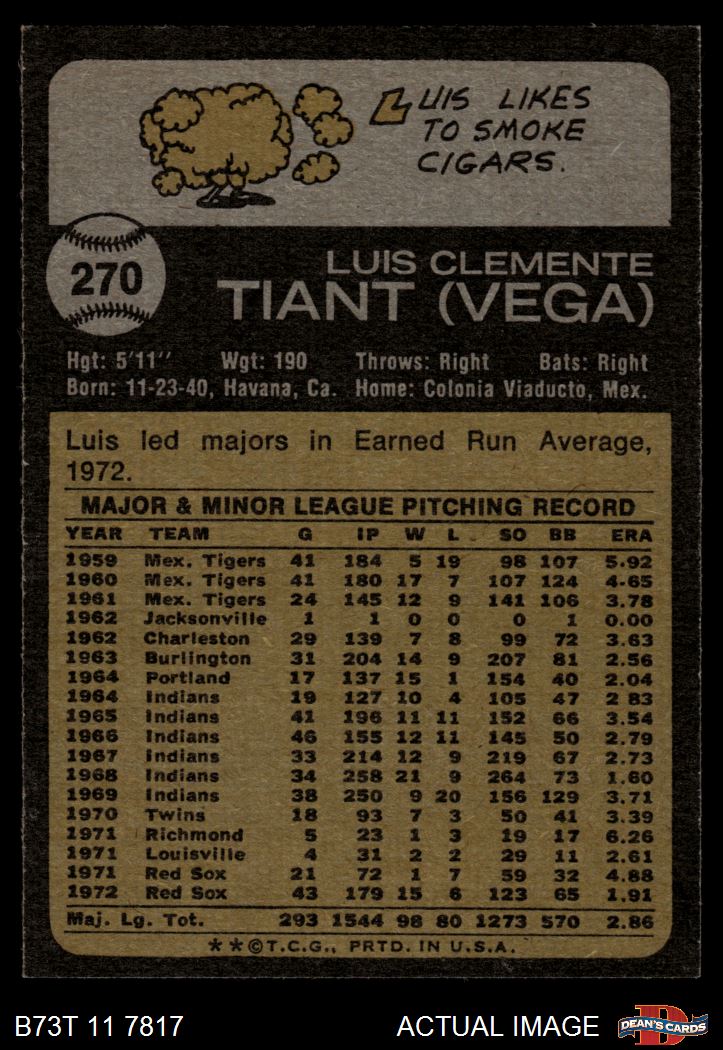 LUIS LIKES
TO SMOKE
CIGARS.
270
LUIS CLEMENTE
TIANT (VEGA)
Hgt: 5'11" Wgt: 190 Throws: Right Bats: Right
Born: 11-23-40, Havana, Ca. Home: Colonia Viaducto, Mex.
Luis led majors in Earned Run Average,
1972.
MAJOR & MINOR LEAGUE PITCHING RECORD
YEAR TEAM G IP W L SO BB ERA
1959 Mex. Tigers 41 184 5 19 98 107 5.92
1960 Mex. Tigers 41 180 17 7 107 124 4.65
1961 Mex. Tigers 24 145 12 9 141 106 3.78
1962 Jacksonville 1 1 0 0 0 1 0.00
1962 Charleston 29 139 7 8 99 72 3.63
1963 Burlington 31 204 14 9 207 81 2.56
1964 Portland 17 137 15 1 154 40 2.04
1964 Indians 19 127 10 4 105 47 2 83
1965 Indians 41 196 11 11 152 66 3.54
1966 Indians 46 155 12 11 145 50 2.79
1967 Indians 33 214 12 9 219 67 2.73
1968 Indians 34 258 21 9 264 73 1.60
1969 Indians 38 250 9 20 156 129 3.71
1970 Twins 18 93 7 3 50 41 3.39
1971 Richmond 5 23 1 3 19 17 6.26
1971 Louisville 4 31 2 2 29 11 2.61
1971 Red Sox 21 72 1 7 59 32 4.88
1972 Red Sox 43 179 15 6 123 65 1.91
Maj. Lg. Tot. 293 1544 98 80 1273 570 2.86
**©T.C.G., PRTD. IN U.S.A.
B73T 11 7817 ACTUAL IMAGE DEAN'S CARDS